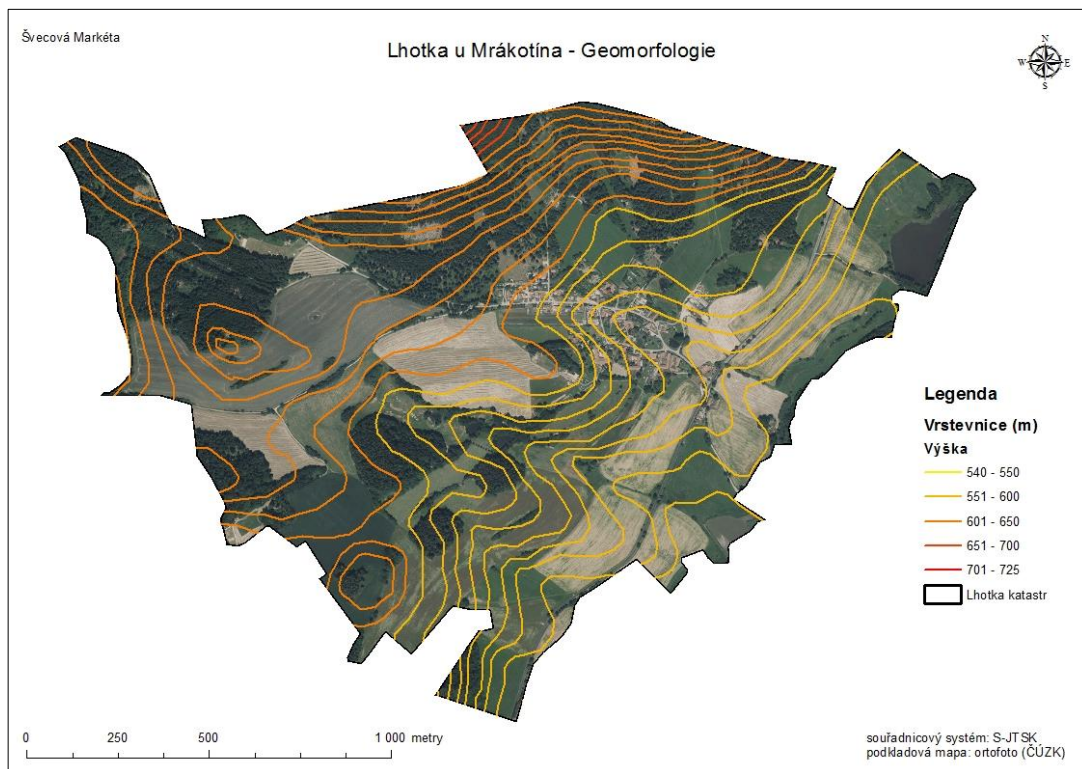 Švecová Markéta
Lhotka u Mrákotína - Geomorfologie
N
W E
S
Legenda
Vrstevnice (m)
Výška
540 - 550
551 - 600
601 - 650
651 - 700
701 - 725
Lhotka katastr
0 250 500 1 000 metry
souřadnicový systém: S-JTSK
podkladová mapa: ortofoto (ČÚZK)